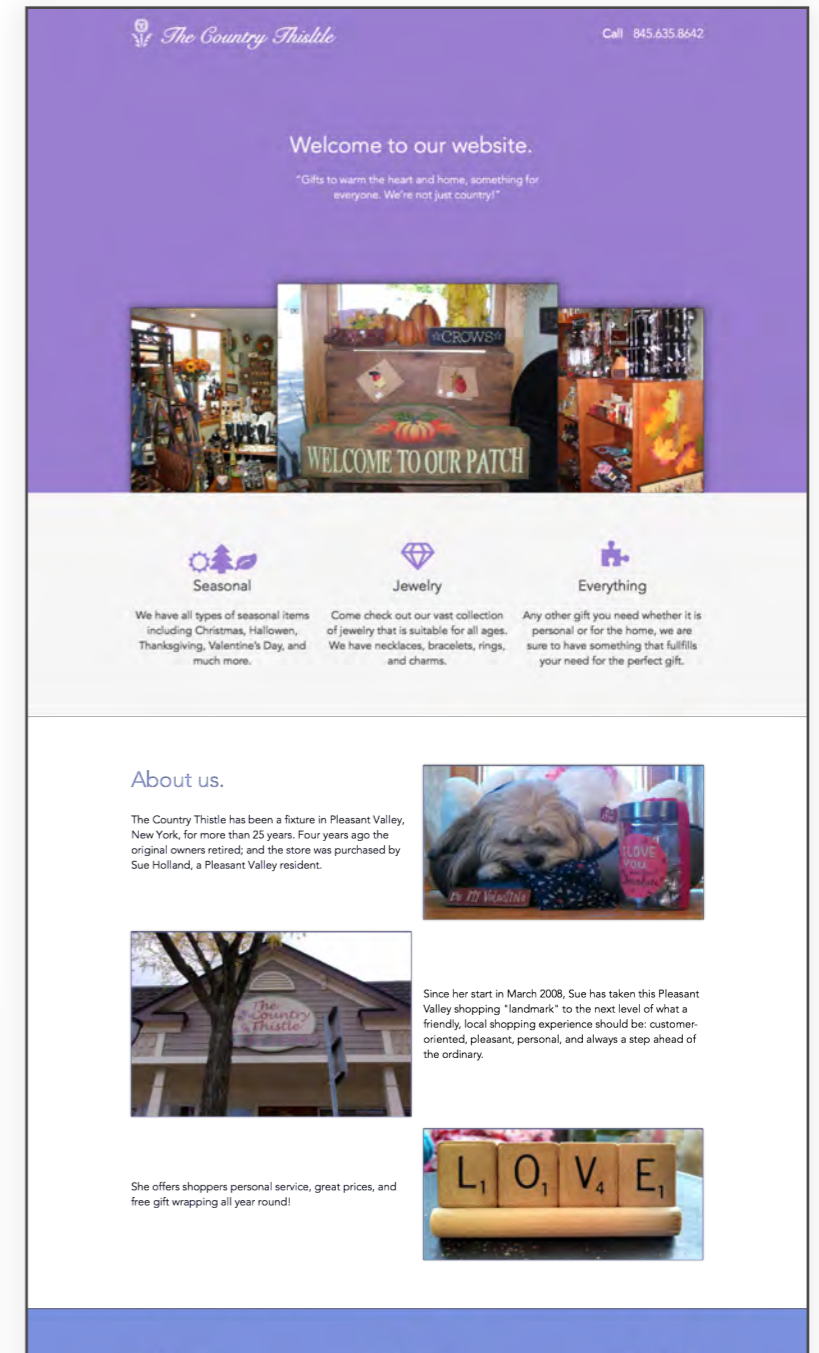 The Country Thisltle
Call 845.635.8642
Welcome to our website.
"Gifts to warm the heart and home, something for
everyone. We're not just country!"
CROWS
WELCOME TO OUR PATCH
Seasonal
We have all types of seasonal items
including Christmas, Hallowen,
Thanksgiving, Valentine's Day, and
much more.
Jewelry
Come check out our vast collection
of jewelry that is suitable for all ages.
We have necklaces, bracelets, rings,
and charms.
Everything
Any other gift you need whether it is
personal or for the home, we are
sure to have something that fullfills
your need for the perfect gift.
About us.
The Country Thistle has been a fixture in Pleasant Valley,
New York, for more than 25 years. Four years ago the
original owners retired; and the store was purchased by
Sue Holland, a Pleasant Valley resident.
Be My Valentine
I LOVE
YOU
Sunshine
The
Country
Thistle
Since her start in March 2008, Sue has taken this Pleasant
Valley shopping "landmark" to the next level of what a
friendly, local shopping experience should be: customer-
oriented, pleasant, personal, and always a step ahead of
the ordinary.
She offers shoppers personal service, great prices, and
free gift wrapping all year round!
L1 O1 V4 E1